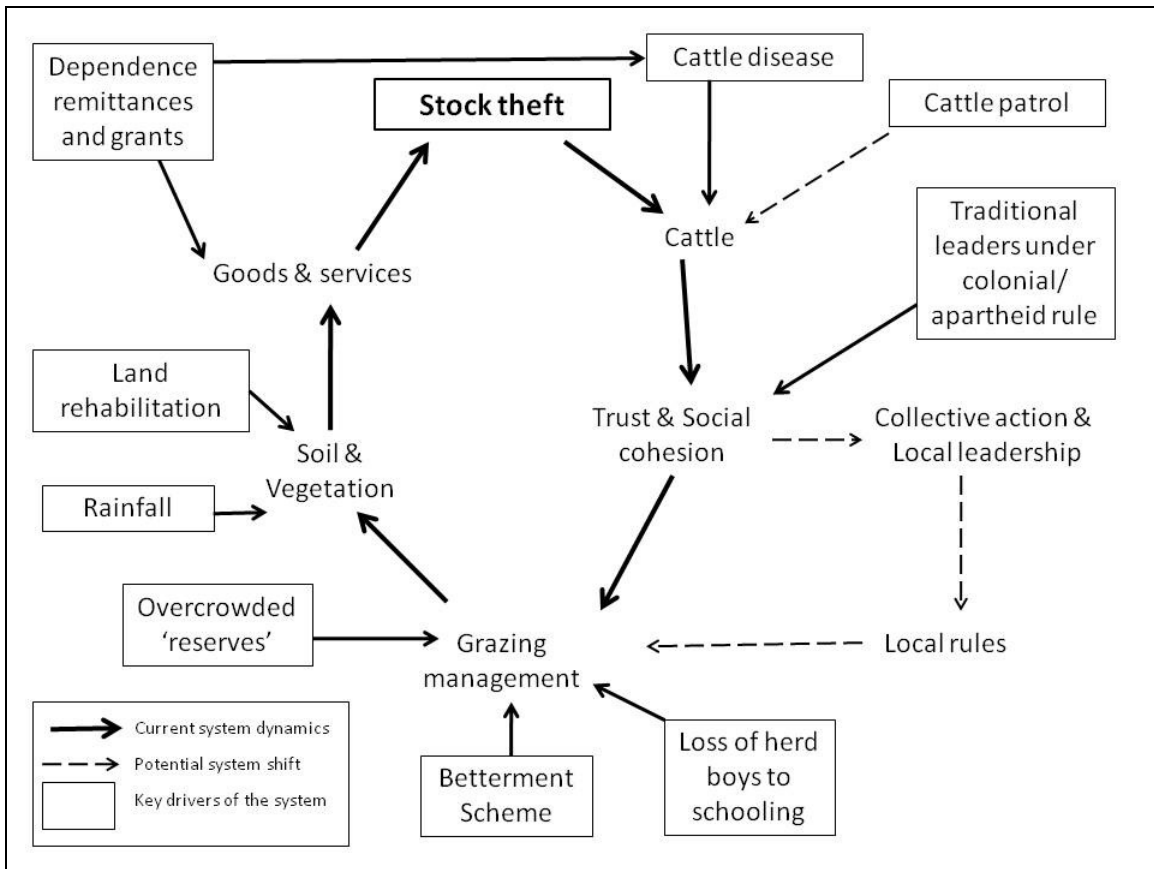 Dependence
remittances
and grants
Cattle disease
Stock theft
Cattle patrol
Cattle
Traditional
leaders under
colonial/
apartheid rule
Goods & services
Land
rehabilitation
Trust & Social
cohesion
Collective action &
Local leadership
Soil &
Vegetation
Rainfall
Overcrowded
‘reserves’
Grazing
management
Local rules
Loss of herd
boys to
schooling
Betterment
Scheme
Current system dynamics
Potential system shift
Key drivers of the system